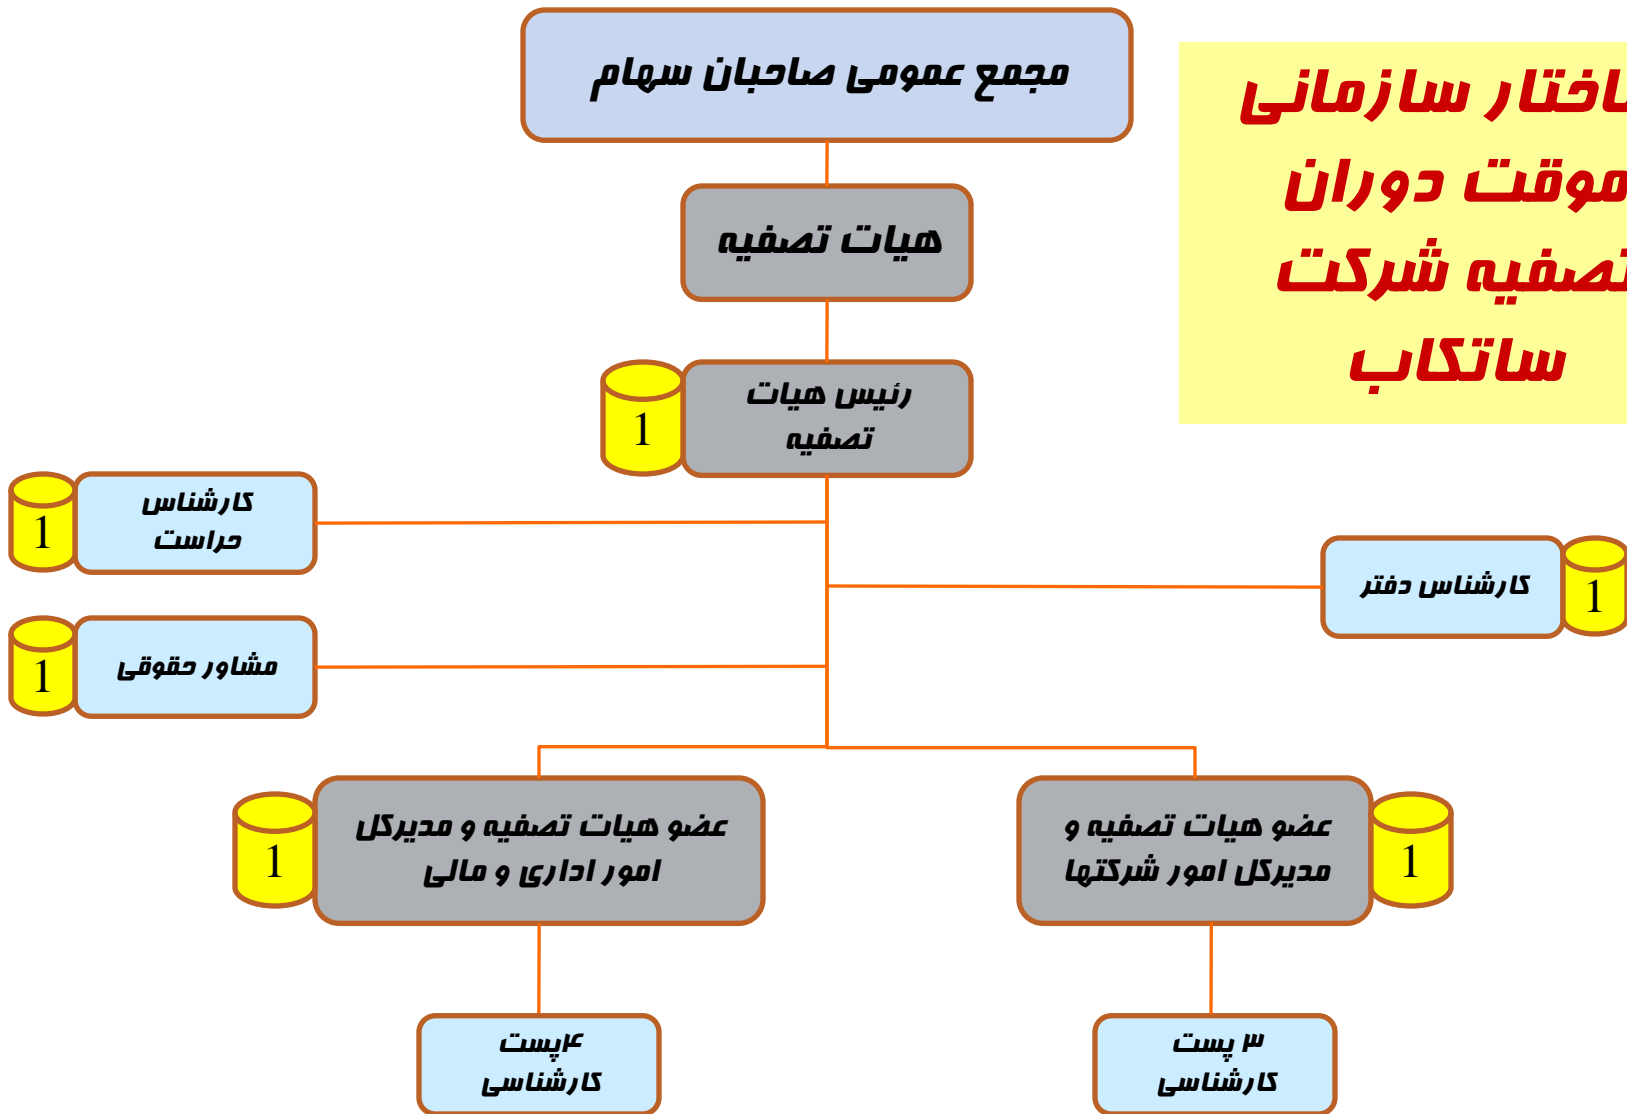 مجمع عمومی صاحبان سهام
ساختار سازمانی
موقت دوران
تصفیه شرکت
ساتکاب
هیات تصفیه
رئیس هیات
تصفیه
1
کارشناس
حراست
1
کارشناس دفتر
1
مشاور حقوقی
1
عضو هیات تصفیه و
مدیرکل امور شرکتها
1
عضو هیات تصفیه و مدیرکل
امور اداری و مالی
1
۳ پست
کارشناسی
۴پست
کارشناسی